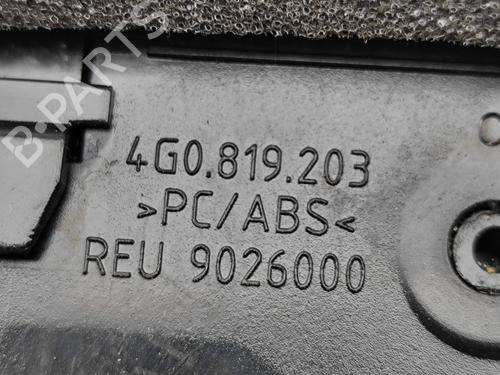 B-PARTS
4G0.819.203
>PC/ABS<
REU 9026000